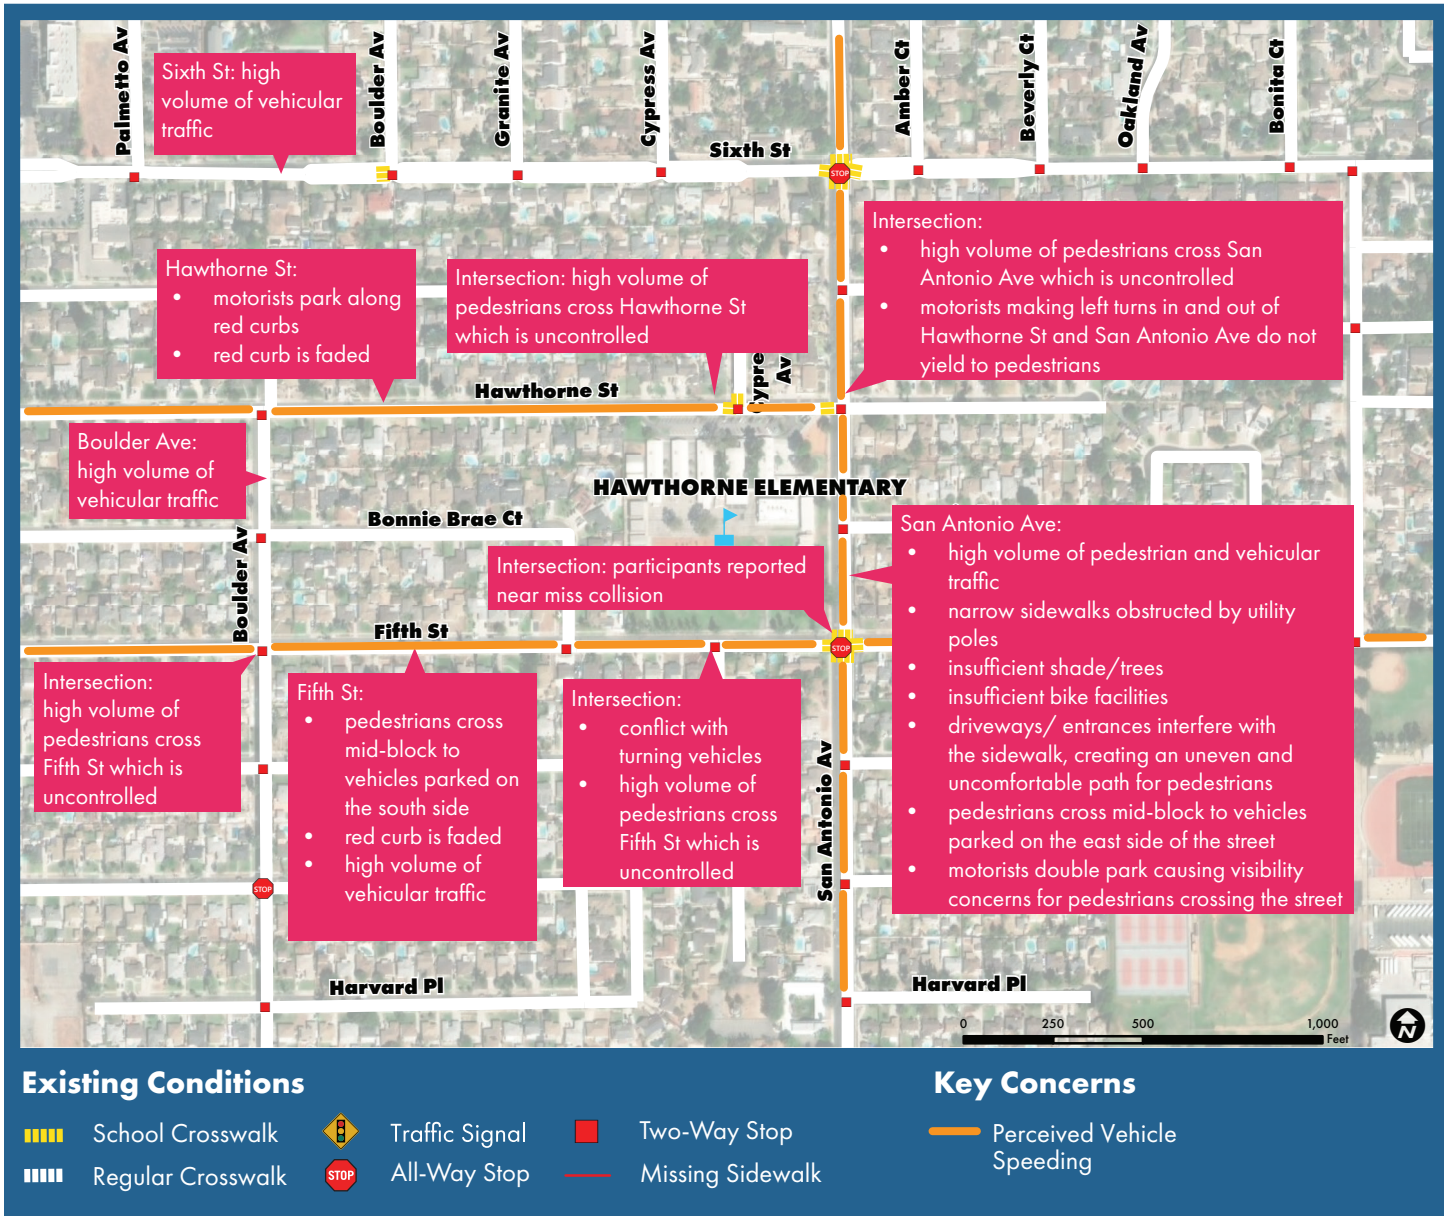 Palmetto Av
Boulder Av
Granite Av
Cypress Av
Amber Ct
Beverly Ct
Oakland Av
Bonita Ct
Sixth St: high
volume of vehicular
traffic
Sixth St
STOP
Intersection:
• high volume of pedestrians cross San
Antonio Ave which is uncontrolled
• motorists making left turns in and out of
Hawthorne St and San Antonio Ave do not
yield to pedestrians
Hawthorne St:
• motorists park along
red curbs
• red curb is faded
Intersection: high volume of
pedestrians cross Hawthorne St
which is uncontrolled
Cypre
Av
Hawthorne St
Boulder Ave:
high volume of
vehicular traffic
HAWTHORNE ELEMENTARY
Bonnie Brae Ct
Boulder Av
Intersection: participants reported
near miss collision
San Antonio Ave:
• high volume of pedestrian and vehicular
traffic
• narrow sidewalks obstructed by utility
poles
• insufficient shade/trees
• insufficient bike facilities
• driveways/ entrances interfere with
the sidewalk, creating an uneven and
uncomfortable path for pedestrians
• pedestrians cross mid-block to vehicles
parked on the east side of the street
• motorists double park causing visibility
concerns for pedestrians crossing the street
Fifth St
STOP
Intersection:
high volume of
pedestrians cross
Fifth St which is
uncontrolled
Fifth St:
• pedestrians cross
mid-block to
vehicles parked on
the south side
• red curb is faded
• high volume of
vehicular traffic
Intersection:
• conflict with
turning vehicles
• high volume of
pedestrians cross
Fifth St which is
uncontrolled
San Antonio Av
STOP
Harvard Pl
Harvard Pl
0 250 500 1,000
Feet
N
Existing Conditions
School Crosswalk
Regular Crosswalk
Traffic Signal
STOP All-Way Stop
Two-Way Stop
Missing Sidewalk
Key Concerns
Perceived Vehicle
Speeding